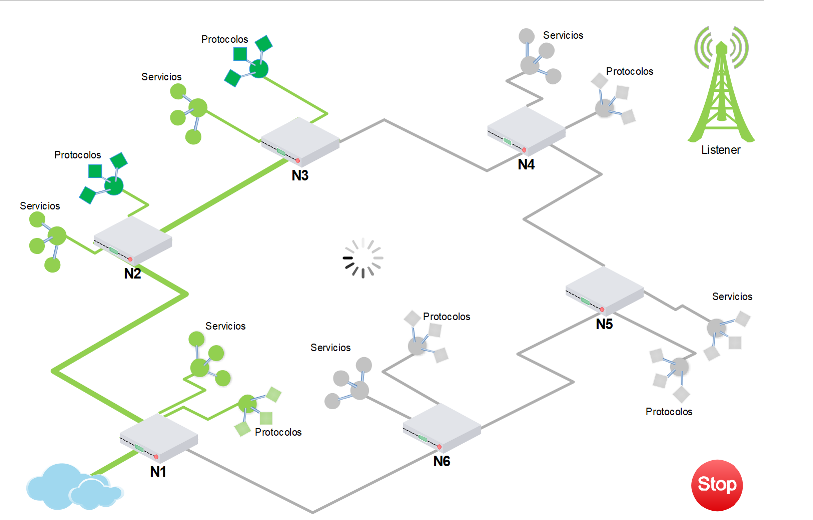 Protocolos
Servicios
N3
Servicios
Protocolos
N4
Listener
Protocolos
Servicios
N2
N5
Servicios
Protocolos
Servicios
Protocolos
N1
Servicios
Protocolos
N6
Stop